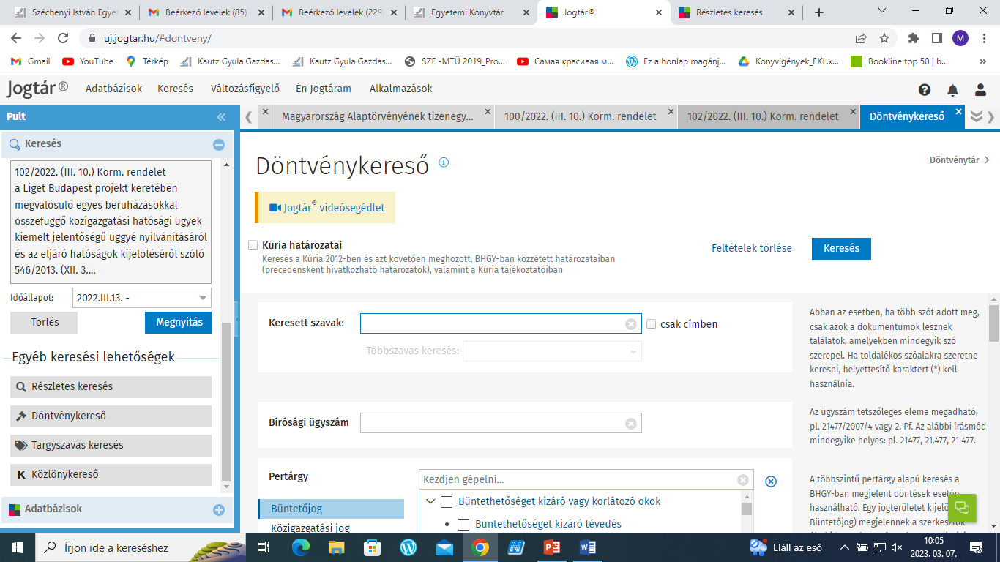 Széchenyi István Egyet
Beérkező levelek (85)
Beérkező levelek (229)
Egyetemi Könyvtár
Jogtár®
Részletes keresés
uj.jogtar.hu/#dontveny/
M
Gmail
YouTube
Térkép
Kautz Gyula Gazdas...
Kautz Gyula Gazdas...
SZE -MTÜ 2019_Pro...
Самая красивая м...
Ez a honlap magánj...
Könyvigények_EKL.x...
Bookline top 50 | b...
Jogtár®
Adatbázisok
Keresés
Változásfigyelő
Én Jogtáram
Alkalmazások
Pult
Magyarország Alaptörvényének tizenegy...
100/2022. (III. 10.) Korm. rendelet
102/2022. (III. 10.) Korm. rendelet
Döntvénykereső
Keresés
102/2022. (III. 10.) Korm. rendelet
a Liget Budapest projekt keretében
megvalósuló egyes beruházásokkal
összefüggő közigazgatási hatósági ügyek
kiemelt jelentőségű üggyé nyilvánításáról
és az eljáró hatóságok kijelöléséről szóló
546/2013. (XII. 3....
Időállapot:
2022.III.13. -
Törlés
Megnyitás
Egyéb keresési lehetőségek
Részletes keresés
Döntvénykereső
Tárgyszavas keresés
K Közlönykereső
Adatbázisok
Döntvénykereső
Döntvénytár
Jogtár® videósegédlet
Kúria határozatai
Keresés a Kúria 2012-ben és azt követően meghozott, BHGY-ban közzétett határozataiban
(precedensként hivatkozható határozatok), valamint a Kúria tájékoztatóiban
Feltételek törlése
Keresés
Keresett szavak:
csak címben
Többszavas keresés:
Bírósági ügyszám
Pertárgy
Kezdjen gépelni...
Büntetőjog
Közigazgatási jog
Büntethetőséget kizáró vagy korlátozó okok
Büntethetőséget kizáró tévedés
Abban az esetben, ha több szót adott meg,
csak azok a dokumentumok lesznek
találatok, amelyekben mindegyik szó
szerepel. Ha toldalékos szóalakra szeretne
keresni, helyettesítő karaktert (*) kell
használnia.
Az ügyszám tetszőleges eleme megadható,
pl. 21477/2007/4 vagy 2. Pf. Az alábbi írásmód
mindegyike helyes: pl. 21477, 21.477, 21 477.
A többszintű pertárgy alapú keresés a
BHGY-ban megjelent döntések esetén
használható. Egy jogterületet kijelö
Büntetőjog) megjelennek a szerkesztők
Írjon ide a kereséshez
Eláll az eső
10:05
2023. 03. 07.